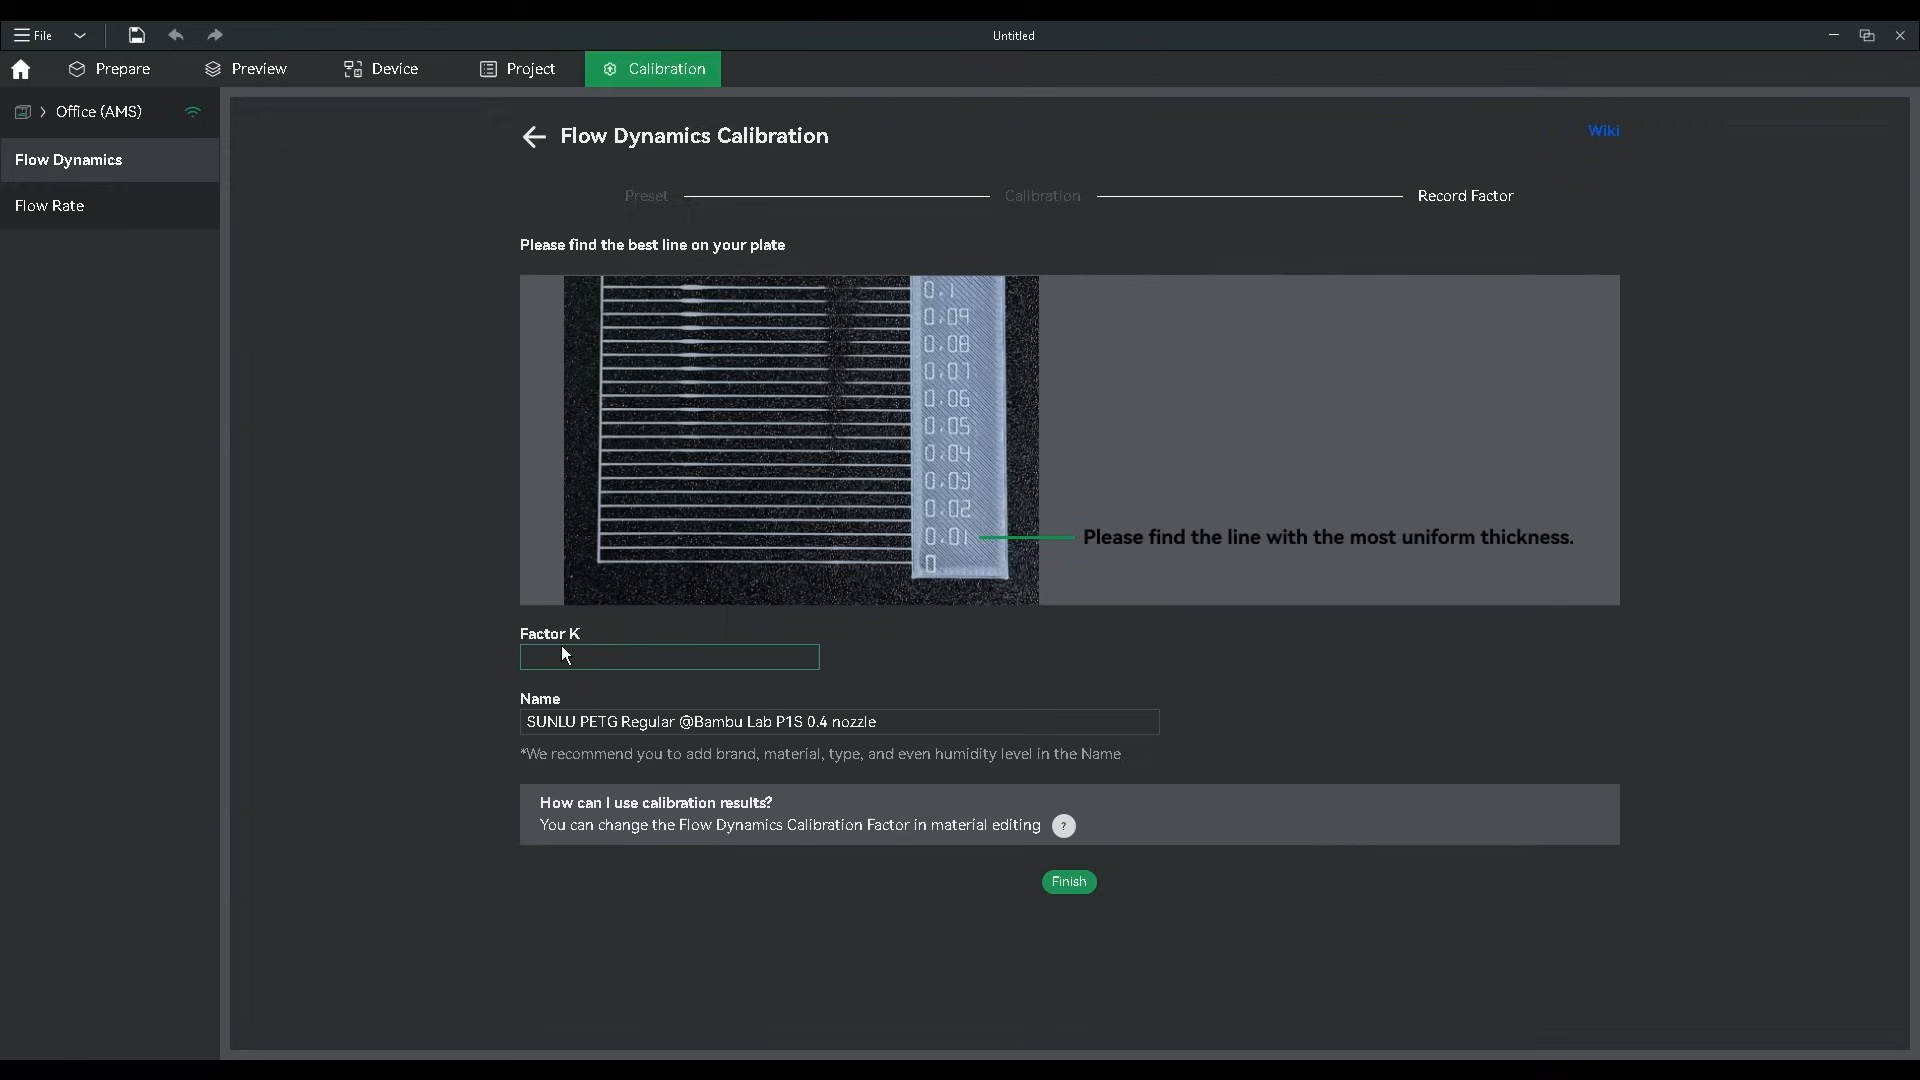 File
Untitled
Prepare
Preview
Device
Project
Calibration
Office (AMS)
Flow Dynamics
Flow Rate
Flow Dynamics Calibration
Wiki
Preset
Calibration
Record Factor
Please find the best line on your plate
0.1
0.09
0.08
0.07
0.06
0.05
0.04
0.03
0.02
0.01
Please find the line with the most uniform thickness.
0
Factor K
Name
SUNLU PETG Regular @Bambu Lab P1S 0.4 nozzle
*We recommend you to add brand, material, type, and even humidity level in the Name
How can I use calibration results?
You can change the Flow Dynamics Calibration Factor in material editing ?
Finish